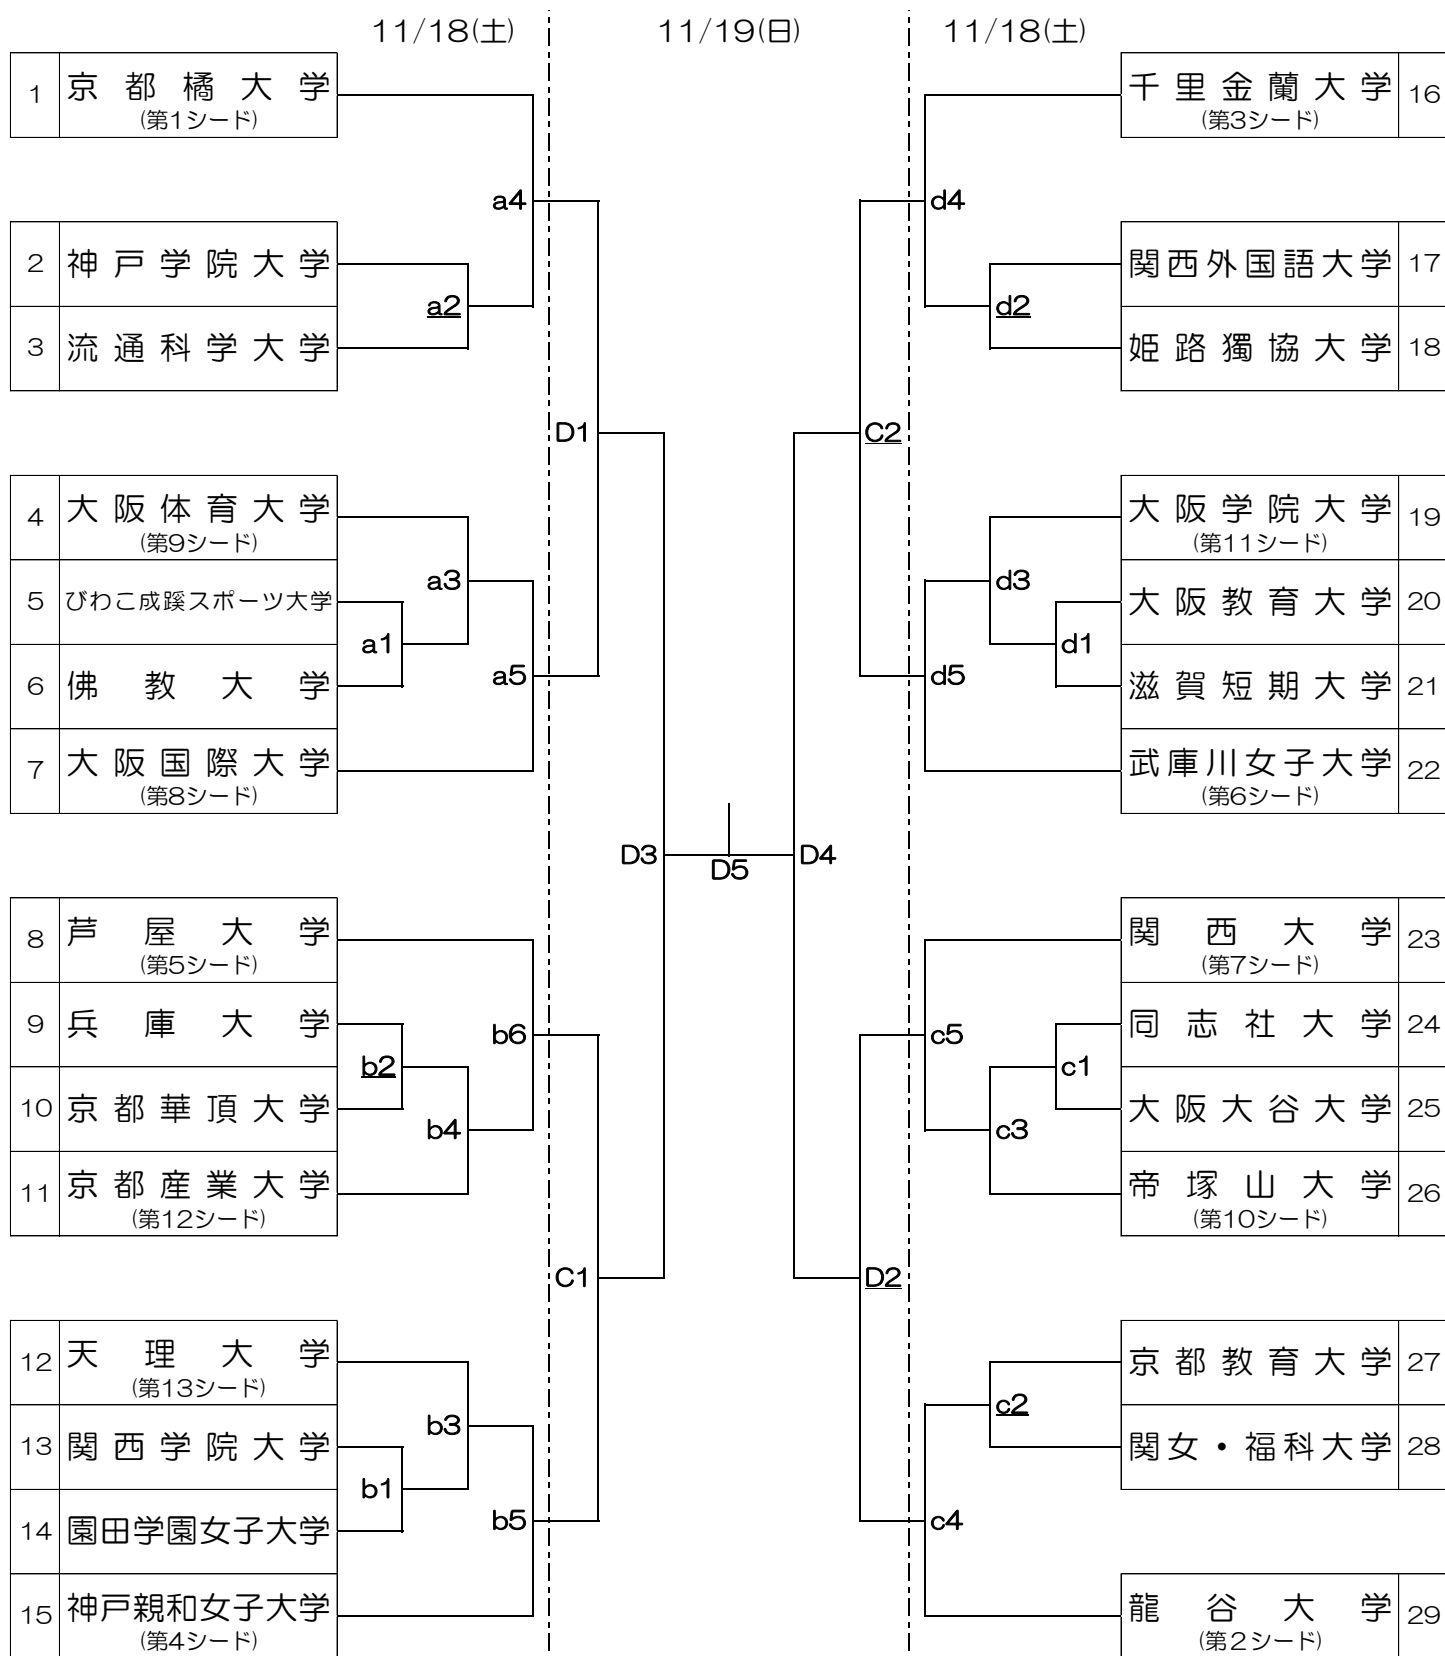 11/18(土)
11/19(日)
11/18(土)
1 京都橘大学
(第1シード)
2 神戸学院大学
3 流通科学大学
4 大阪体育大学
(第9シード)
5 びわこ成蹊スポーツ大学
6 佛教大学
7 大阪国際大学
(第8シード)
8 芦屋大学
(第5シード)
9 兵庫大学
10 京都華頂大学
11 京都産業大学
(第12シード)
12 天理大学
(第13シード)
13 関西学院大学
14 園田学園女子大学
15 神戸親和女子大学
(第4シード)
a4
a2
a3
a1
a5
b6
b2
b4
b3
b1
b5
D1
C1
D3
D5
D4
C2
D2
d4
d2
d3
d1
d5
c5
c1
c3
c2
c4
千里金蘭大学 16
(第3シード)
関西外国語大学 17
姫路獨協大学 18
大阪学院大学 19
(第11シード)
大阪教育大学 20
滋賀短期大学 21
武庫川女子大学 22
(第6シード)
関西大学 23
(第7シード)
同志社大学 24
大阪大谷大学 25
帝塚山大学 26
(第10シード)
京都教育大学 27
関女・福科大学 28
龍谷大学 29
(第2シード)